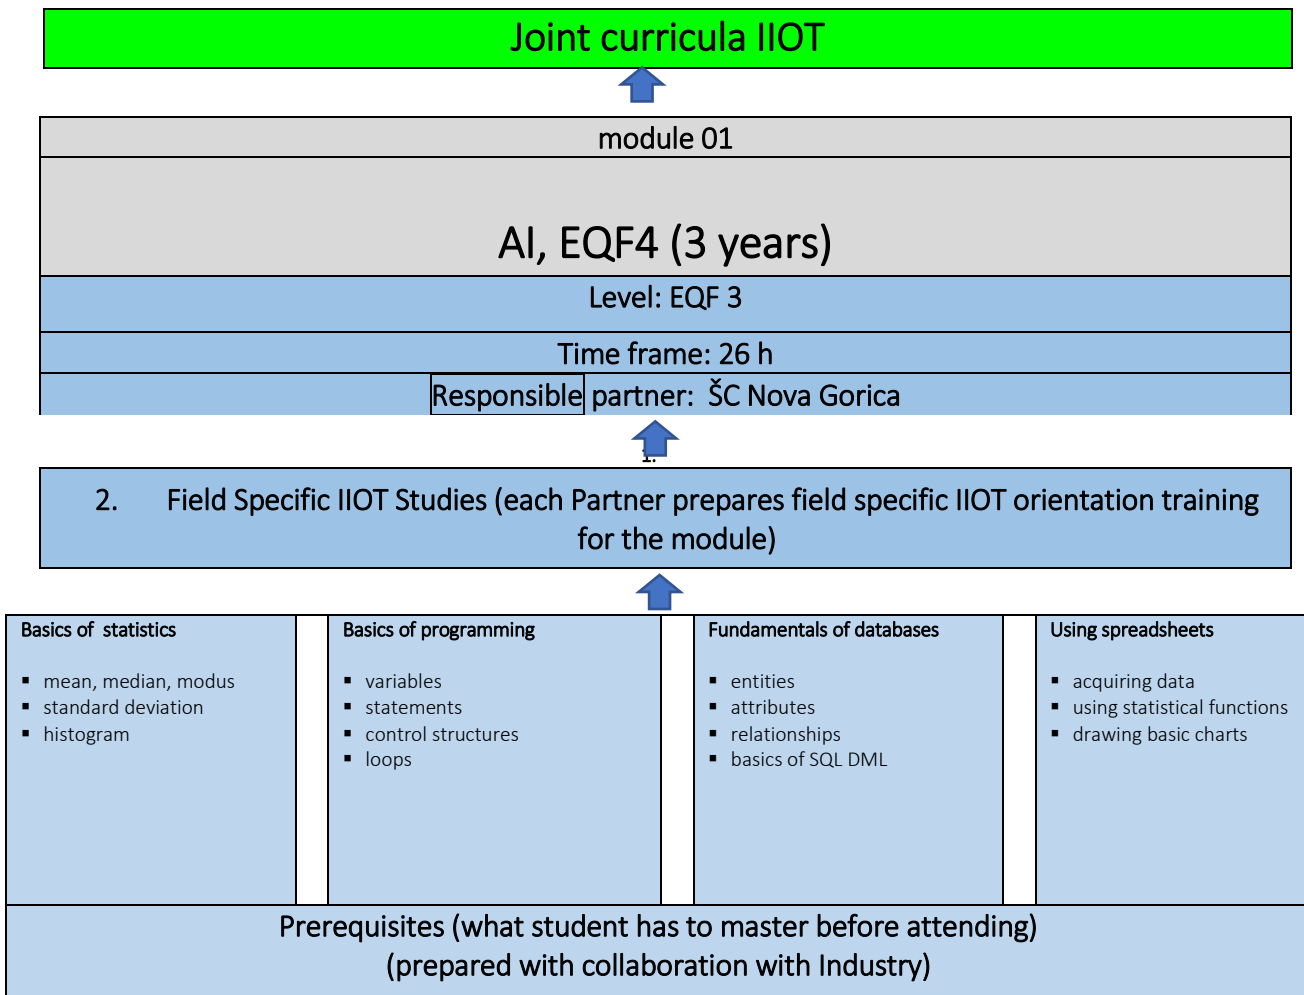 Joint curricula IIOT
module 01
AI, EQF4 (3 years)
Level: EQF 3
Time frame: 26 h
Responsible partner: ŠC Nova Gorica
1.
2. Field Specific IIOT Studies (each Partner prepares field specific IIOT orientation training
for the module)
Basics of statistics
▪ mean, median, modus
▪ standard deviation
▪ histogram
Basics of programming
▪ variables
▪ statements
▪ control structures
▪ loops
Fundamentals of databases
▪ entities
▪ attributes
▪ relationships
▪ basics of SQL DML
Using spreadsheets
▪ acquiring data
▪ using statistical functions
▪ drawing basic charts
Prerequisites (what student has to master before attending)
(prepared with collaboration with Industry)